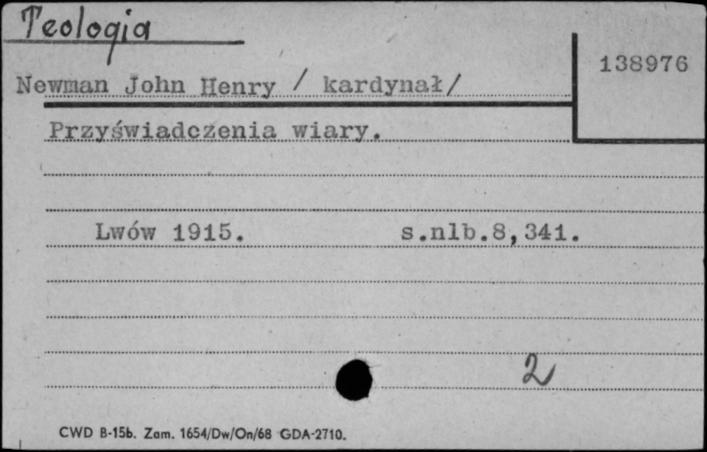 Teologia
138976
Newman John Henry / kardynał/
Przyświadczenia wiary.
Lwów 1915. s.nlb.8,341.
2
CWD B-15b. Zam. 1654/Dw/On/68 GDA-2710.